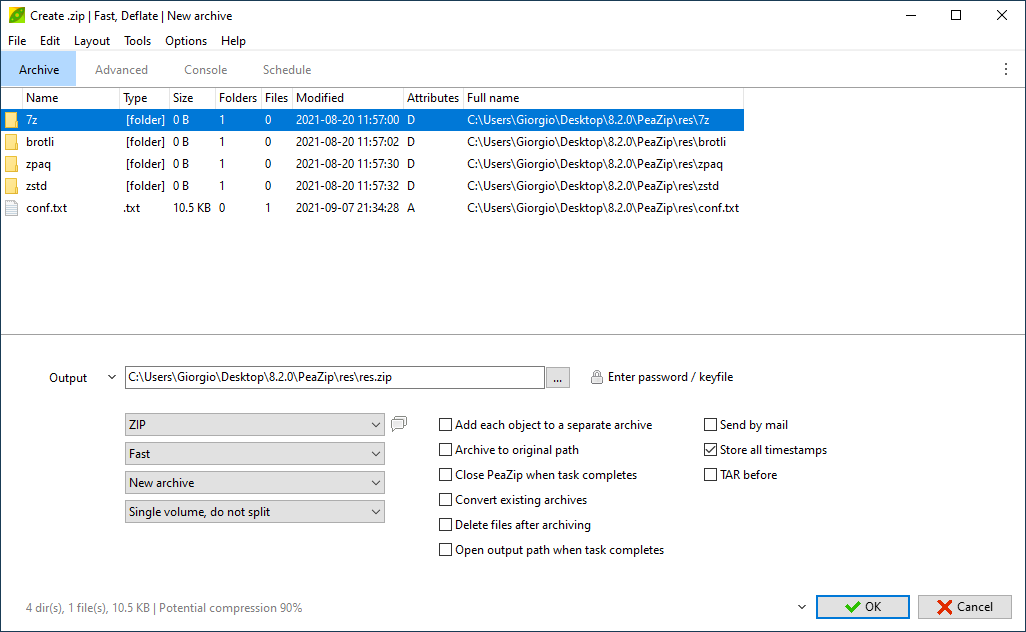 Create .zip | Fast, Deflate | New archive
File Edit Layout Tools Options Help
Archive Advanced Console Schedule
Name Type Size Folders Files Modified Attributes Full name
7z [folder] 0 B 1 0 2021-08-20 11:57:00 D C:\Users\Giorgio\Desktop\8.2.0\PeaZip\res\7z
brotli [folder] 0 B 1 0 2021-08-20 11:57:02 D C:\Users\Giorgio\Desktop\8.2.0\PeaZip\res\brotli
zpaq [folder] 0 B 1 0 2021-08-20 11:57:30 D C:\Users\Giorgio\Desktop\8.2.0\PeaZip\res\zpaq
zstd [folder] 0 B 1 0 2021-08-20 11:57:32 D C:\Users\Giorgio\Desktop\8.2.0\PeaZip\res\zstd
conf.txt .txt 10.5 KB 0 1 2021-09-07 21:34:28 A C:\Users\Giorgio\Desktop\8.2.0\PeaZip\res\conf.txt
Output C:\Users\Giorgio\Desktop\8.2.0\PeaZip\res\res.zip ... Enter password / keyfile
ZIP
Fast
New archive
Single volume, do not split
Add each object to a separate archive
Archive to original path
Close PeaZip when task completes
Convert existing archives
Delete files after archiving
Open output path when task completes
Send by mail
Store all timestamps
TAR before
4 dir(s), 1 file(s), 10.5 KB | Potential compression 90%
OK Cancel